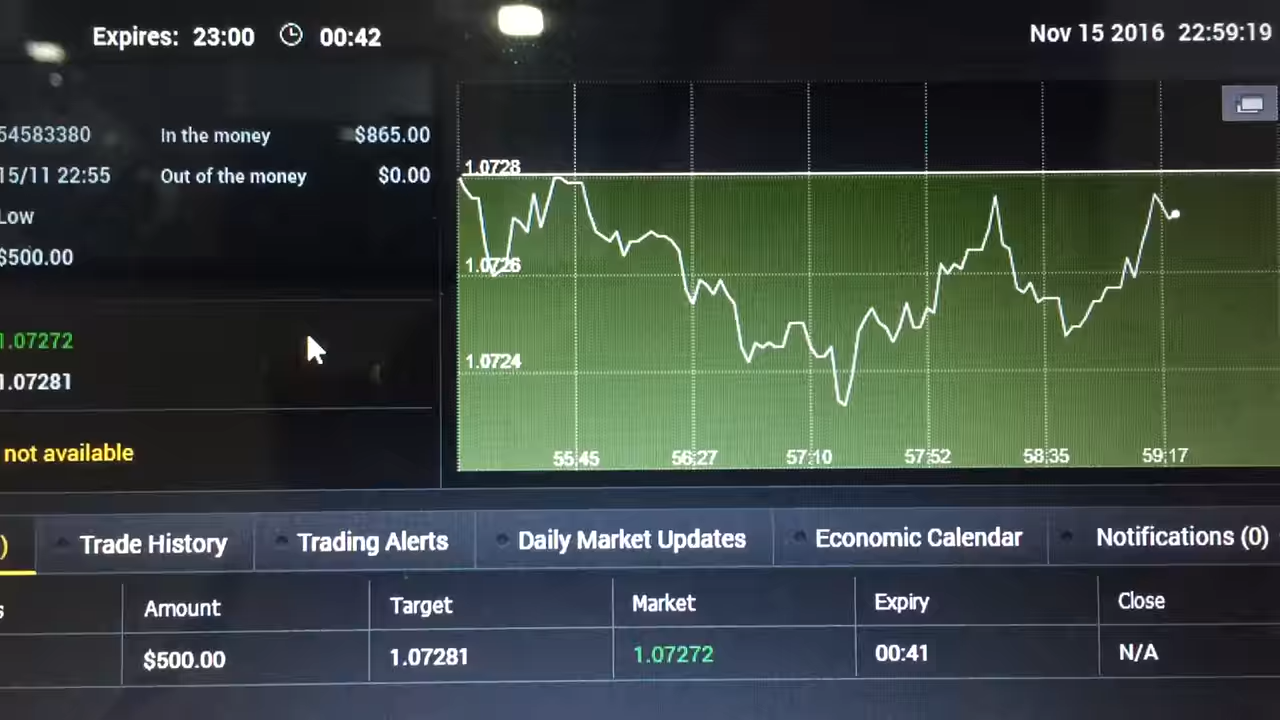 Expires: 23:00 00:42
Nov 15 2016 22:59:19
54583380 In the money $865.00
15/11 22:55 Out of the money $0.00
Low
$500.00
1.07272
1.07281
not available
1.0728
1.0726
1.0724
55:45 56:27 57:10 57:52 58:35 59:17
) Trade History Trading Alerts Daily Market Updates Economic Calendar Notifications (0)
s Amount Target Market Expiry Close
$500.00 1.07281 1.07272 00:41 N/A